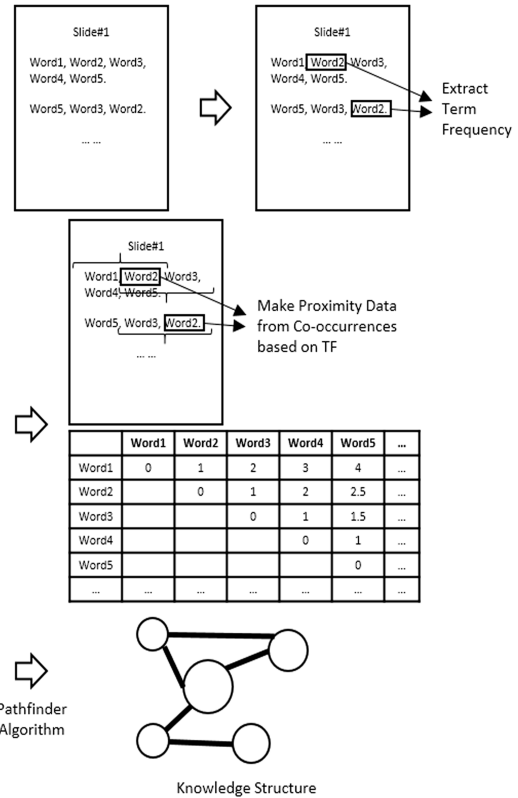 Slide#1
Word1, Word2, Word3,
Word4, Word5.
Word5, Word3, Word2.
... ...
Slide#1
Word1, Word2, Word3,
Word4, Word5.
Word5, Word3, Word2.
... ...
Extract
Term
Frequency
Slide#1
Word1, Word2, Word3,
Word4, Word5.
Word5, Word3, Word2.
... ...
Make Proximity Data
from Co-occurrences
based on TF
Word1 Word2 Word3 Word4 Word5 ...
Word1 0 1 2 3 4 ...
Word2 0 1 2 2.5 ...
Word3 0 1 1.5 ...
Word4 0 1 ...
Word5 0 ...
... ... ... ... ... ... ...
Pathfinder
Algorithm
Knowledge Structure